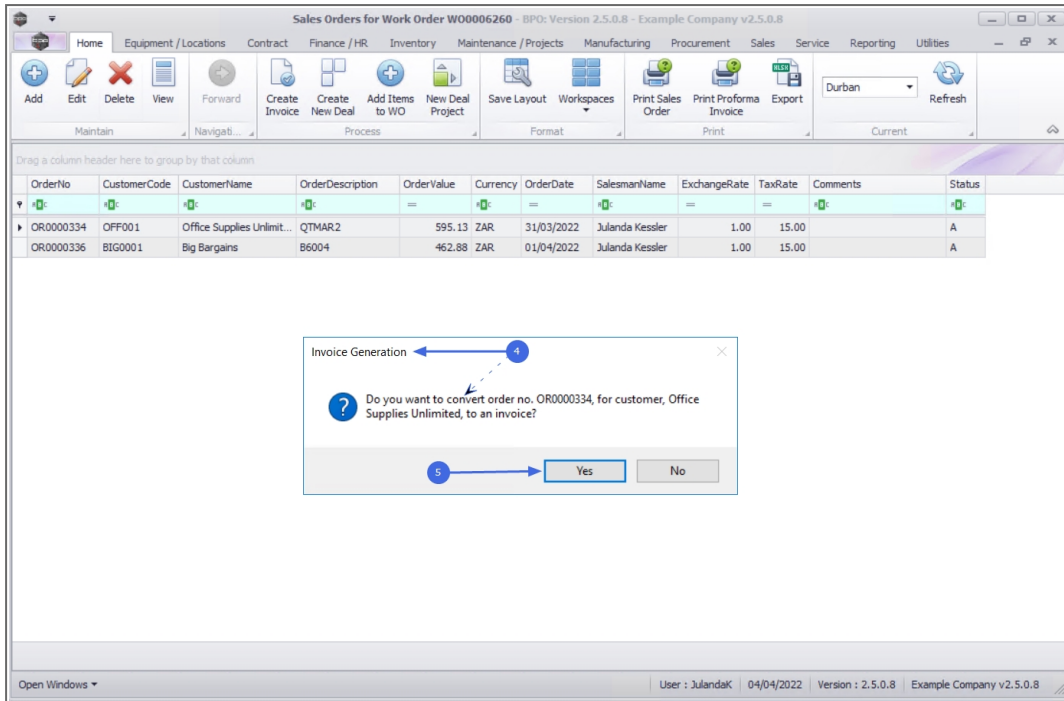 Sales Orders for Work Order WO0006260 - BPO: Version 2.5.0.8 - Example Company v2.5.0.8
Home Equipment / Locations Contract Finance / HR Inventory Maintenance / Projects Manufacturing Procurement Sales Service Reporting Utilities
Add Edit Delete View Forward Create Invoice Create New Deal Add Items to WO New Deal Project Save Layout Workspaces Print Sales Order Print Proforma Invoice Export Durban Refresh
Maintain Navigati... Process Format Print Current
Drag a column header here to group by that column
OrderNo CustomerCode CustomerName OrderDescription OrderValue Currency OrderDate SalesmanName ExchangeRate TaxRate Comments Status
OR0000334 OFF001 Office Supplies Unlimit... QTMAR2 595.13 ZAR 31/03/2022 Julanda Kessler 1.00 15.00 A
OR0000336 BIG0001 Big Bargains B6004 462.88 ZAR 01/04/2022 Julanda Kessler 1.00 15.00 A
Invoice Generation 4
Do you want to convert order no. OR0000334, for customer, Office
Supplies Unlimited, to an invoice?
5 Yes No
Open Windows User : JulandaK 04/04/2022 Version : 2.5.0.8 Example Company v2.5.0.8